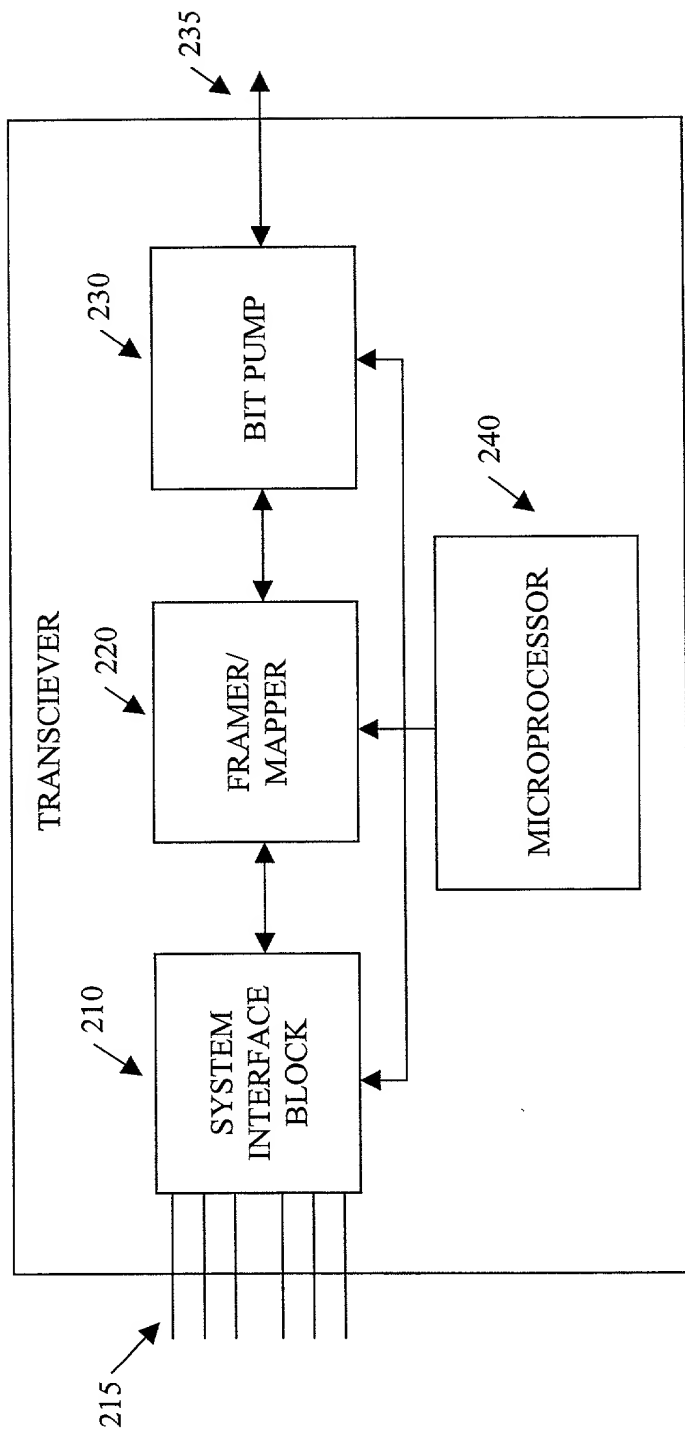 TRANSCIEVER
210
220
230
SYSTEM
INTERFACE
BLOCK
FRAMER/
MAPPER
BIT PUMP
215
235
240
MICROPROCESSOR